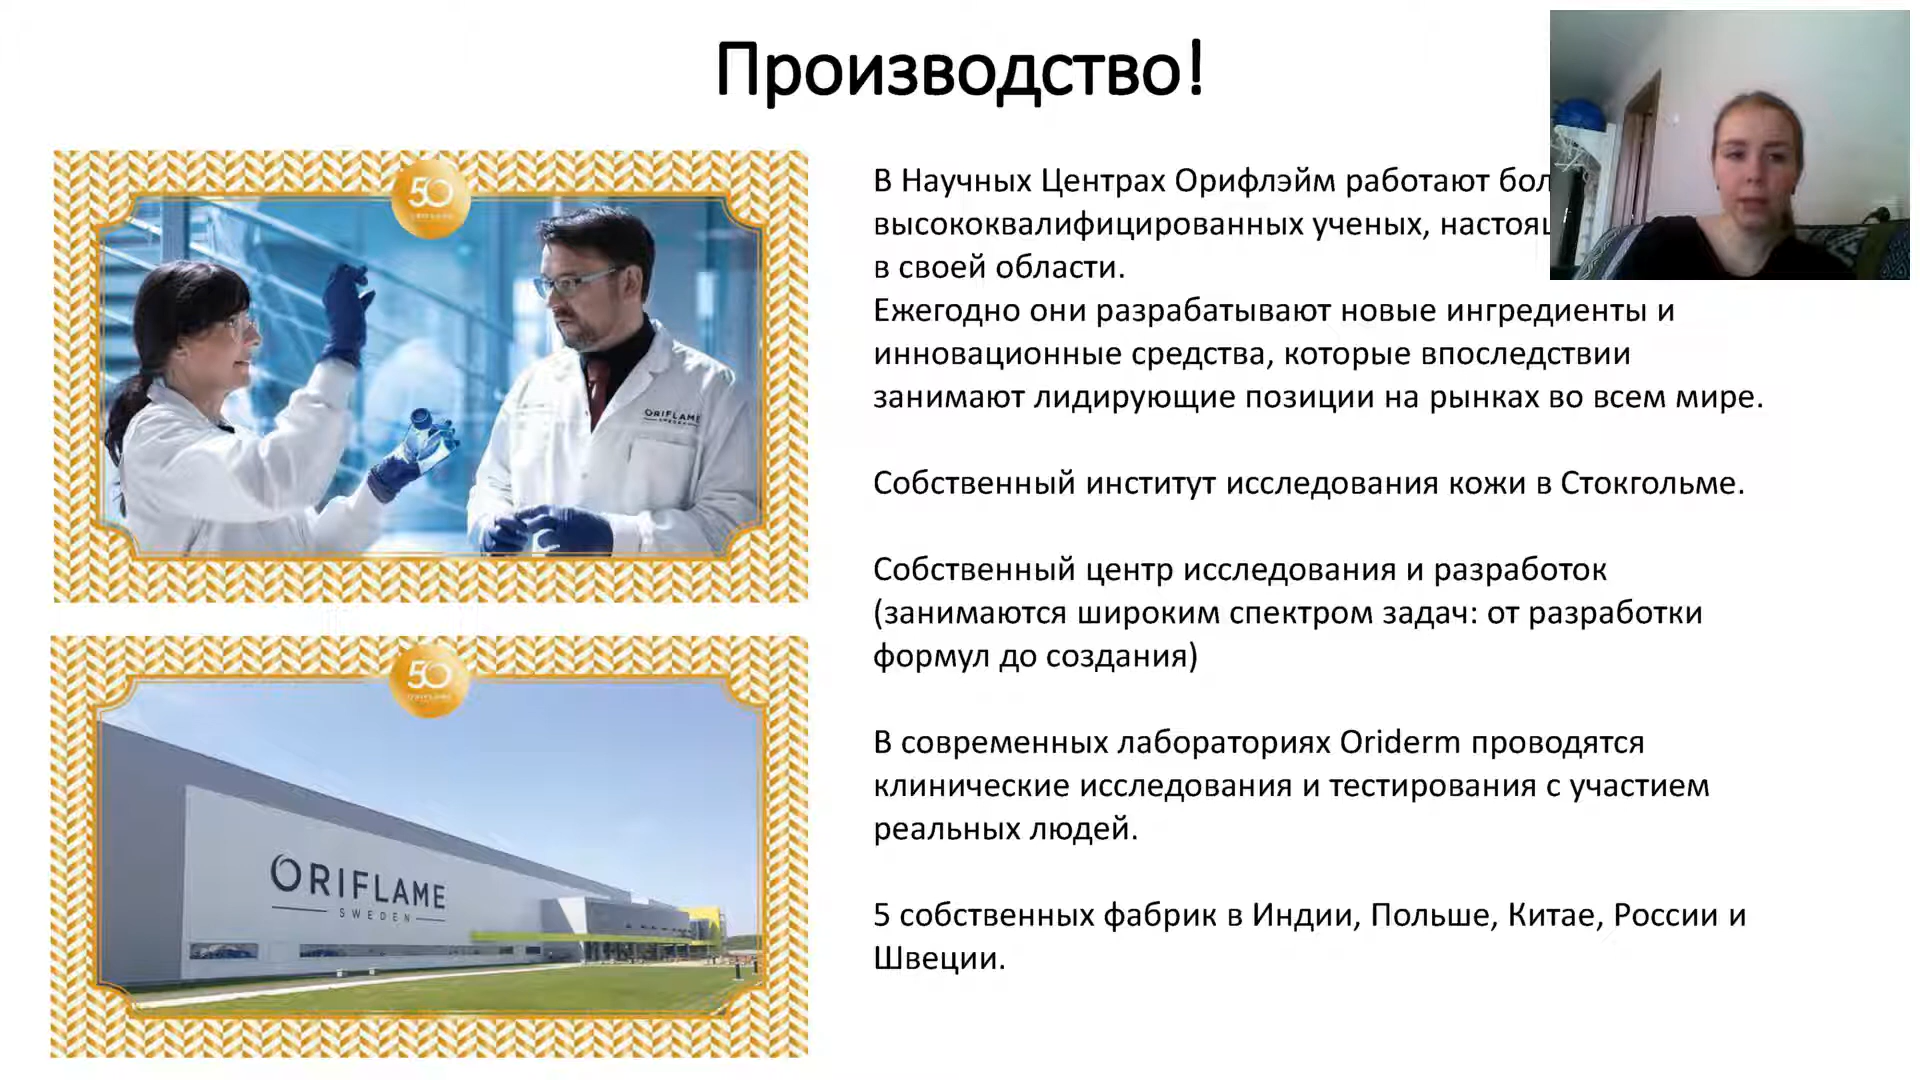 Производство!
В Научных Центрах Орифлэйм работают
высококвалифицированных ученых,
в своей области.
Ежегодно они разрабатывают новые ингредиенты и
инновационные средства, которые впоследствии
занимают лидирующие позиции на рынках во всем мире.
Собственный институт исследования кожи в Стокгольме.
Собственный центр исследования и разработок
(занимаются широким спектром задач: от разработки
формул до создания)
В современных лабораториях Oriderm проводятся
клинические исследования и тестирования с участием
реальных людей.
5 собственных фабрик в Индии, Польше, Китае, России и
Швеции.
50
ORIFLAME
SWEDEN
50
ORIFLAME
SWEDEN